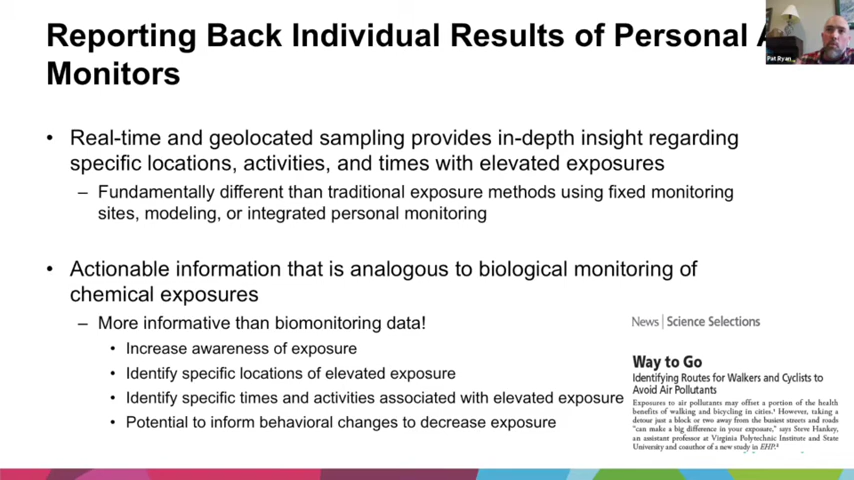 Reporting Back Individual Results of Personal A
Monitors
Pat Ryan
• Real-time and geolocated sampling provides in-depth insight regarding
specific locations, activities, and times with elevated exposures
– Fundamentally different than traditional exposure methods using fixed monitoring
sites, modeling, or integrated personal monitoring
• Actionable information that is analogous to biological monitoring of
chemical exposures
– More informative than biomonitoring data!
• Increase awareness of exposure
• Identify specific locations of elevated exposure
• Identify specific times and activities associated with elevated exposure
• Potential to inform behavioral changes to decrease exposure
News | Science Selections
Way to Go
Identifying Routes for Walkers and Cyclists to
Avoid Air Pollutants
Exposures to air pollutants may offset a portion of the health
benefits of walking and bicycling in cities.¹ However, taking a
detour just a block or two away from the busiest streets and roads
"can make a big difference in your exposure," says Steve Hankey,
an assistant professor at Virginia Polytechnic Institute and State
University and coauthor of a new study in EHP.²